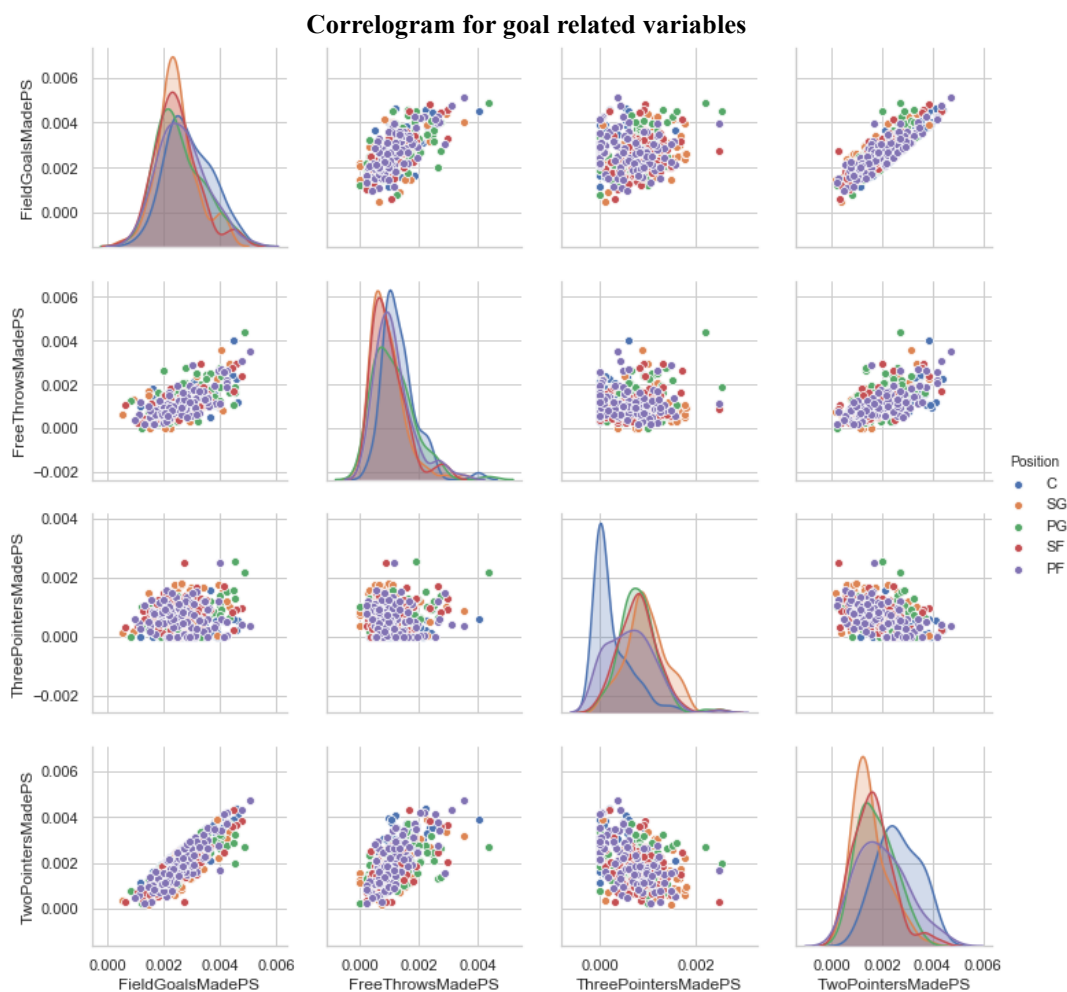 Correlogram for goal related variables
FieldGoalsMadePS
0.006
0.004
0.002
0.000
FreeThrowsMadePS
0.006
0.004
0.002
0.000
−0.002
Position
C
SG
PG
SF
PF
ThreePointersMadePS
0.004
0.002
0.000
−0.002
TwoPointersMadePS
0.006
0.004
0.002
0.000
0.000 0.002 0.004 0.006
0.000 0.002 0.004
0.000 0.002
0.000 0.002 0.004 0.006
FieldGoalsMadePS
FreeThrowsMadePS
ThreePointersMadePS
TwoPointersMadePS